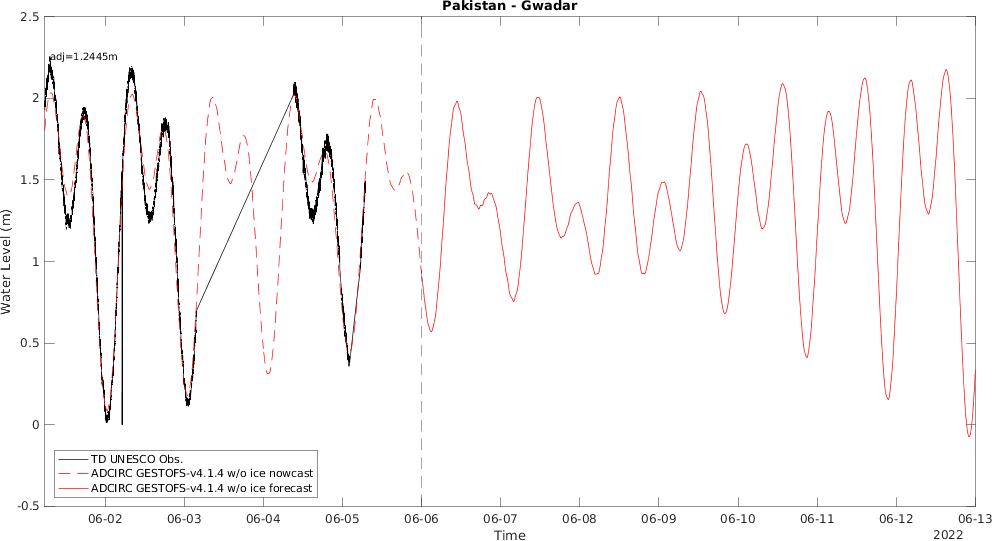 Pakistan - Gwadar
adj=1.2445m
2.5
2
1.5
1
0.5
0
-0.5
Water Level (m)
TD UNESCO Obs.
ADCIRC GESTOFS-v4.1.4 w/o ice nowcast
ADCIRC GESTOFS-v4.1.4 w/o ice forecast
06-02 06-03 06-04 06-05 06-06 06-07 06-08 06-09 06-10 06-11 06-12 06-13
Time
2022